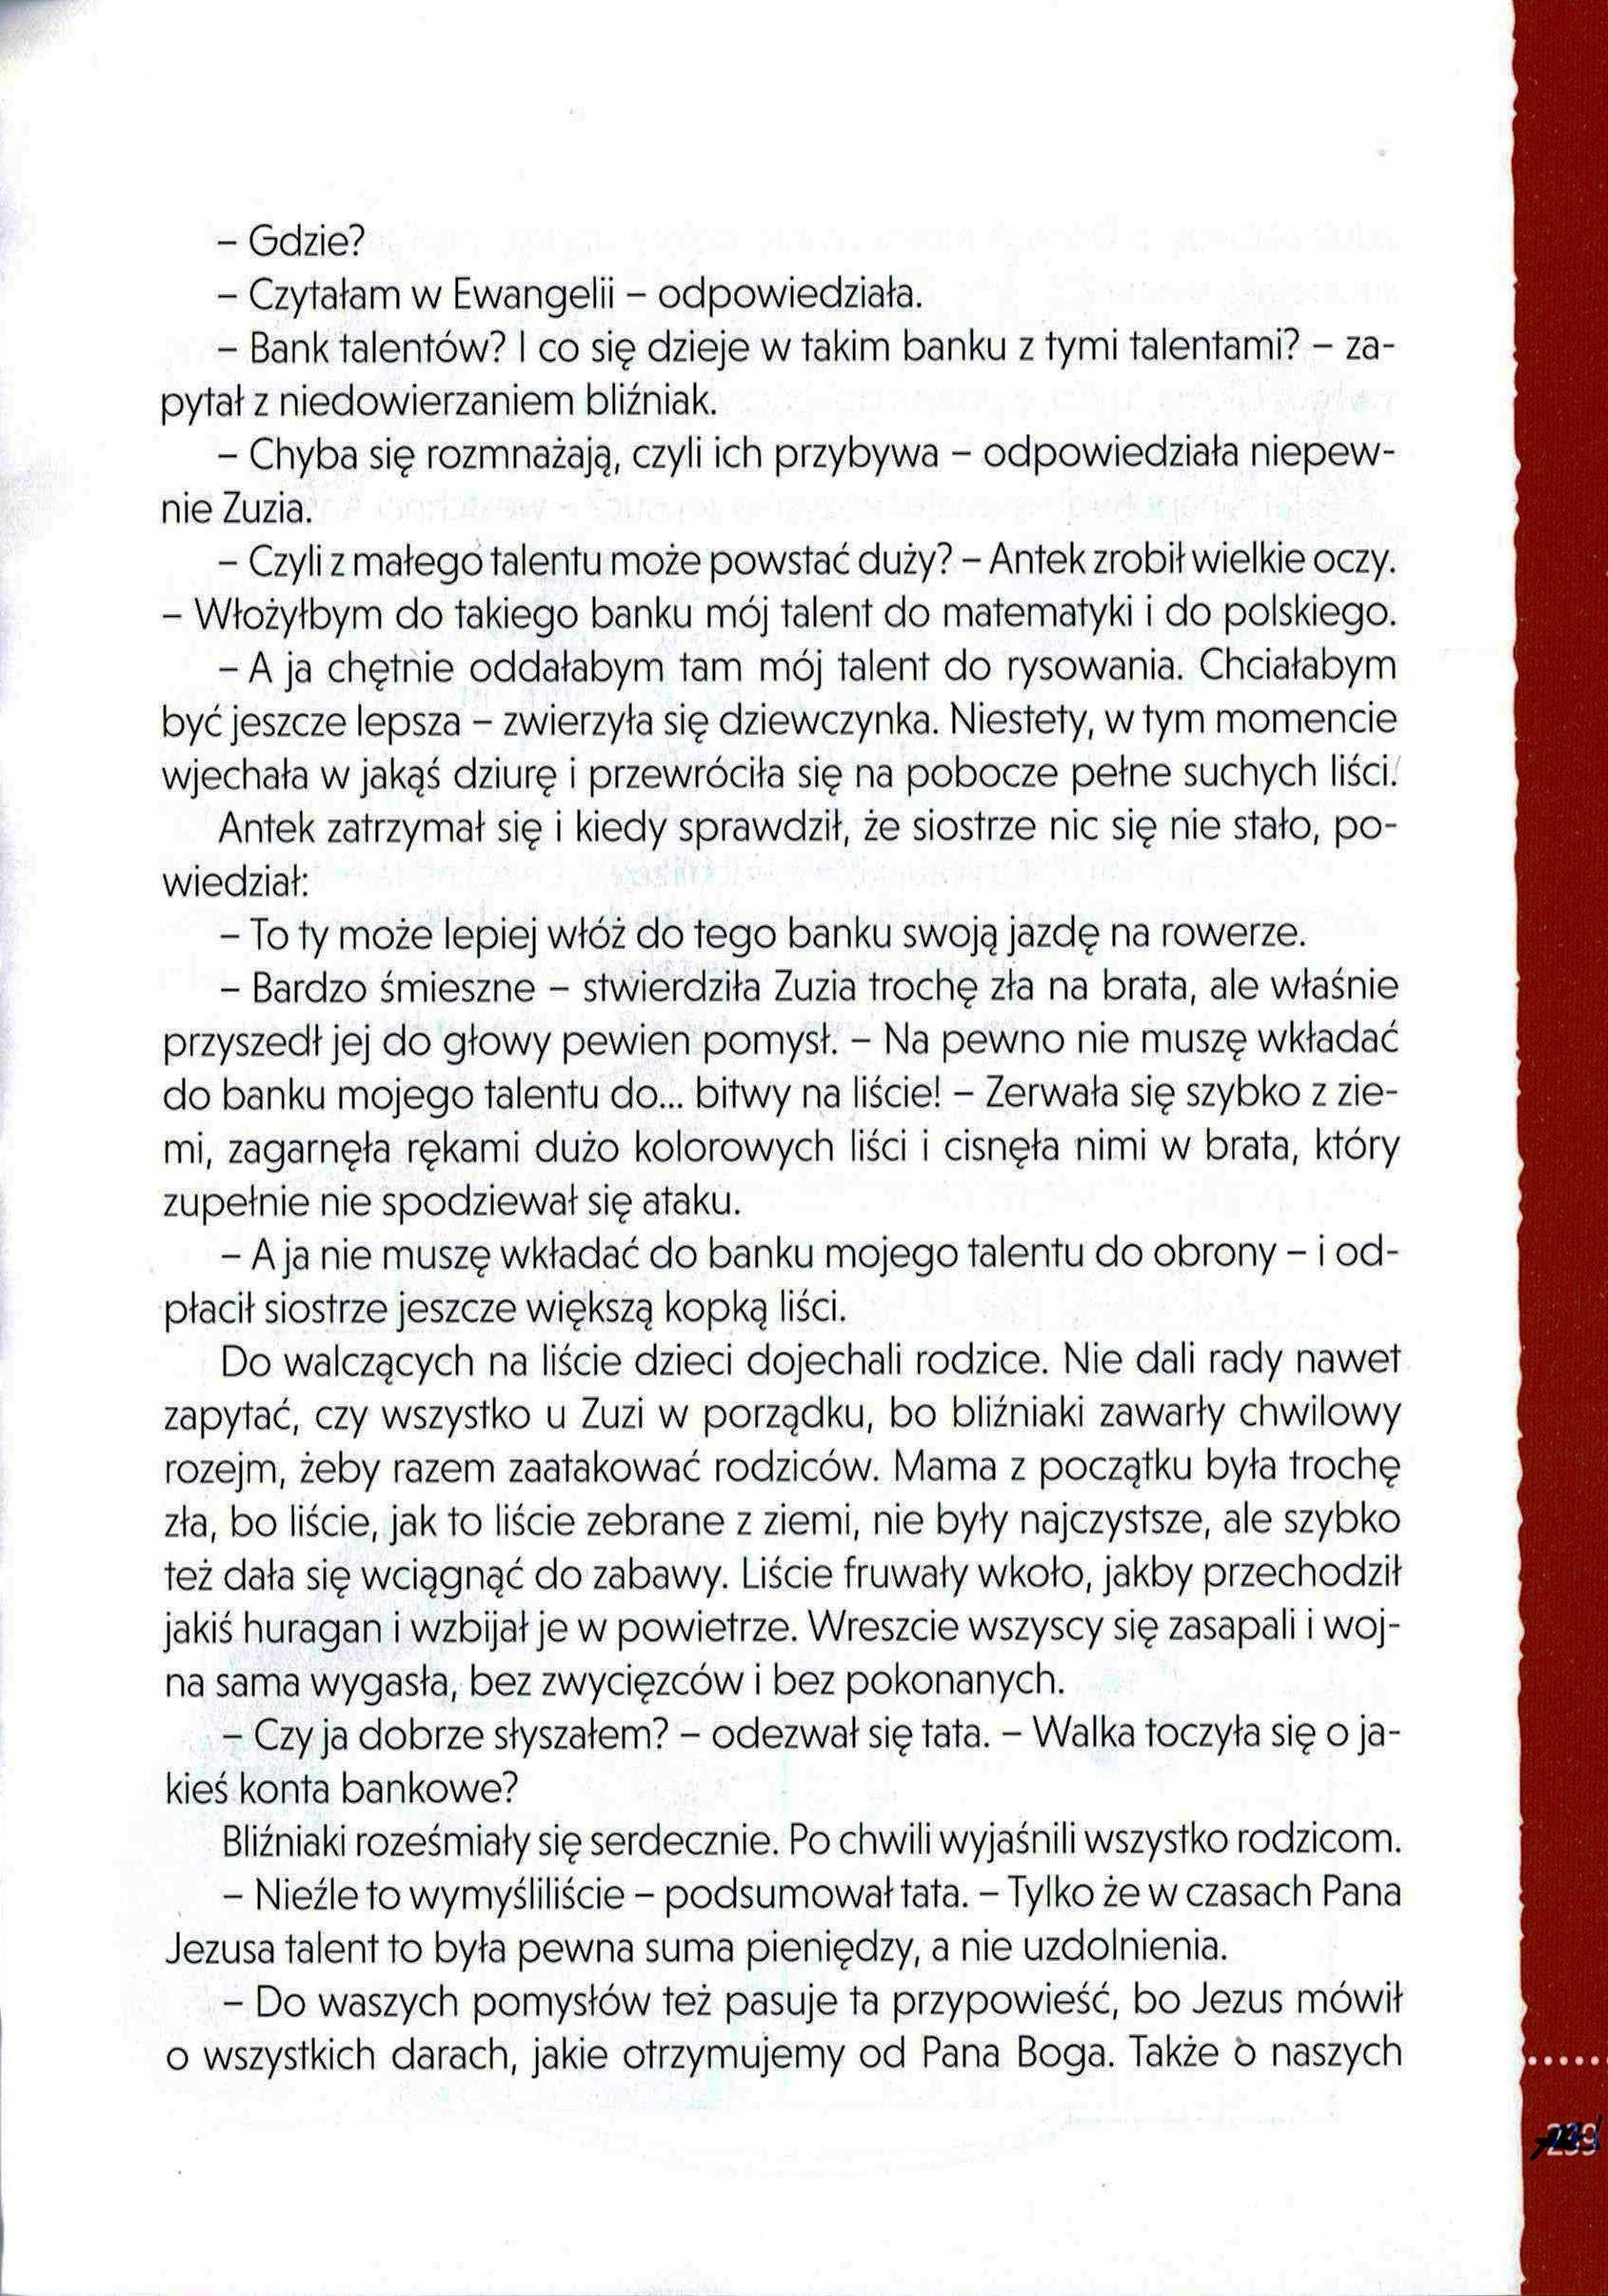 – Gdzie?
– Czytałam w Ewangelii – odpowiedziała.
– Bank talentów? I co się dzieje w takim banku z tymi talentami? – za-
pytał z niedowierzaniem bliźniak.
– Chyba się rozmnażają, czyli ich przybywa – odpowiedziała niepew-
nie Zuzia.
– Czyli z małego talentu może powstać duży? – Antek zrobił wielkie oczy.
– Włożyłbym do takiego banku mój talent do matematyki i do polskiego.
– A ja chętnie oddałabym tam mój talent do rysowania. Chciałabym
być jeszcze lepsza – zwierzyła się dziewczynka. Niestety, w tym momencie
wjechała w jakąś dziurę i przewróciła się na pobocze pełne suchych liści.
Antek zatrzymał się i kiedy sprawdził, że siostrze nic się nie stało, po-
wiedział:
– To ty może lepiej włóż do tego banku swoją jazdę na rowerze.
– Bardzo śmieszne – stwierdziła Zuzia trochę zła na brata, ale właśnie
przyszedł jej do głowy pewien pomysł. – Na pewno nie muszę wkładać
do banku mojego talentu do... bitwy na liście! – Zerwała się szybko z zie-
mi, zagarnęła rękami dużo kolorowych liści i cisnęła nimi w brata, który
zupełnie nie spodziewał się ataku.
– A ja nie muszę wkładać do banku mojego talentu do obrony – i od-
płacił siostrze jeszcze większą kopką liści.
Do walczących na liście dzieci dojechali rodzice. Nie dali rady nawet
zapytać, czy wszystko u Zuzi w porządku, bo bliźniaki zawarły chwilowy
rozejm, żeby razem zaatakować rodziców. Mama z początku była trochę
zła, bo liście, jak to liście zebrane z ziemi, nie były najczystsze, ale szybko
też dała się wciągnąć do zabawy. Liście fruwały wkoło, jakby przechodził
jakiś huragan i wzbijał je w powietrze. Wreszcie wszyscy się zasapali i woj-
na sama wygasła, bez zwycięzców i bez pokonanych.
– Czy ja dobrze słyszałem? – odezwał się tata. – Walka toczyła się o ja-
kieś konta bankowe?
Bliźniaki roześmiały się serdecznie. Po chwili wyjaśnili wszystko rodzicom.
– Nieźle to wymyśliliście – podsumował tata. – Tylko że w czasach Pana
Jezusa talent to była pewna suma pieniędzy, a nie uzdolnienia.
– Do waszych pomysłów też pasuje ta przypowieść, bo Jezus mówił
o wszystkich darach, jakie otrzymujemy od Pana Boga. Także o naszych
239